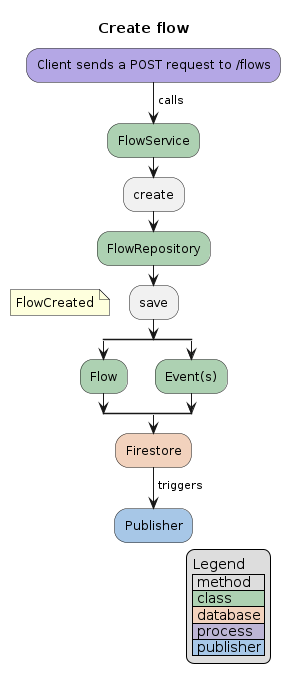 Create flow
Client sends a POST request to /flows
calls
FlowService
create
FlowRepository
FlowCreated
save
Flow
Event(s)
Firestore
triggers
Publisher
Legend
method
class
database
process
publisher